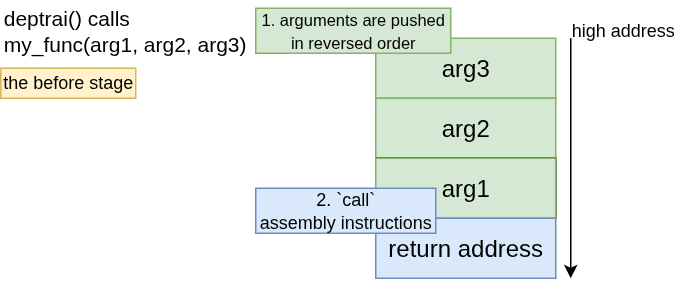 deptrai() calls
my_func(arg1, arg2, arg3)
the before stage
1. arguments are pushed
in reversed order
high address
arg3
arg2
arg1
2. `call`
assembly instructions
return address